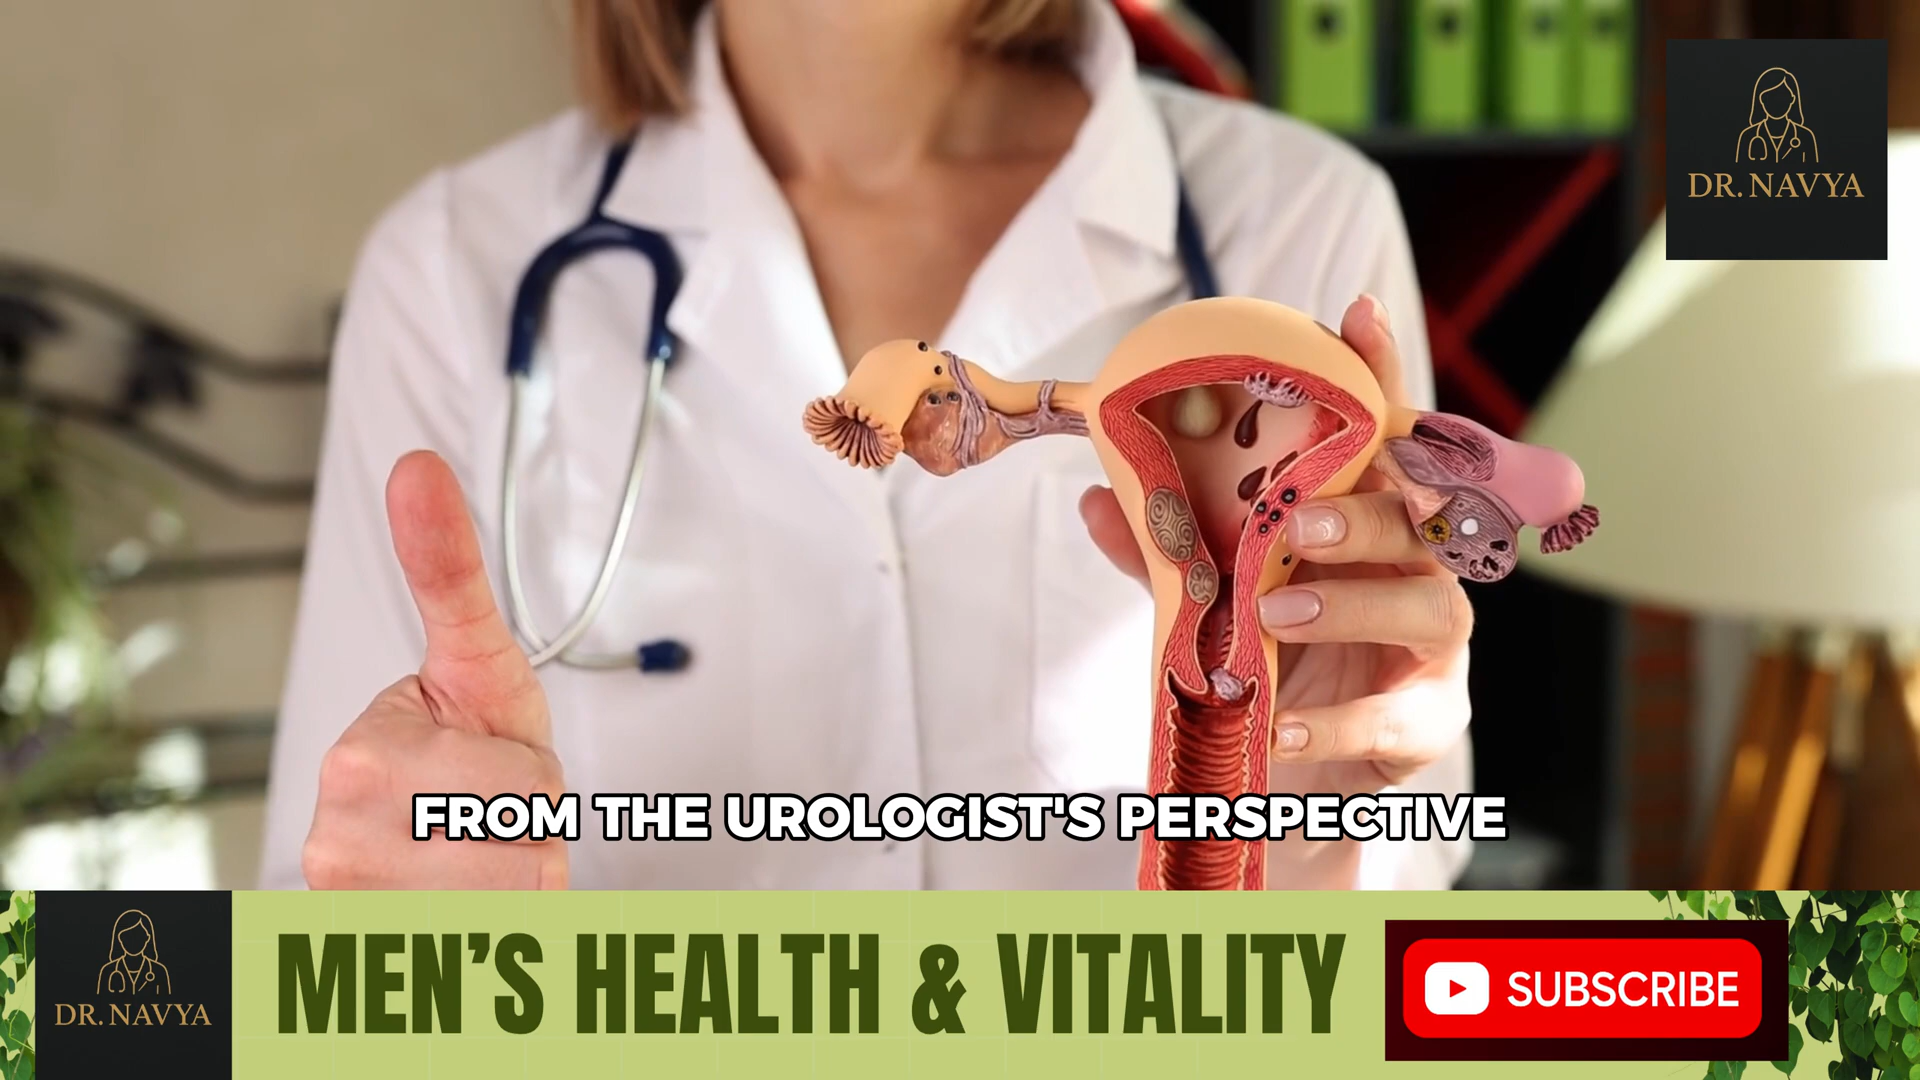 DR. NAVYA
FROM THE UROLOGIST'S PERSPECTIVE
DR. NAVYA
MEN'S HEALTH & VITALITY
SUBSCRIBE